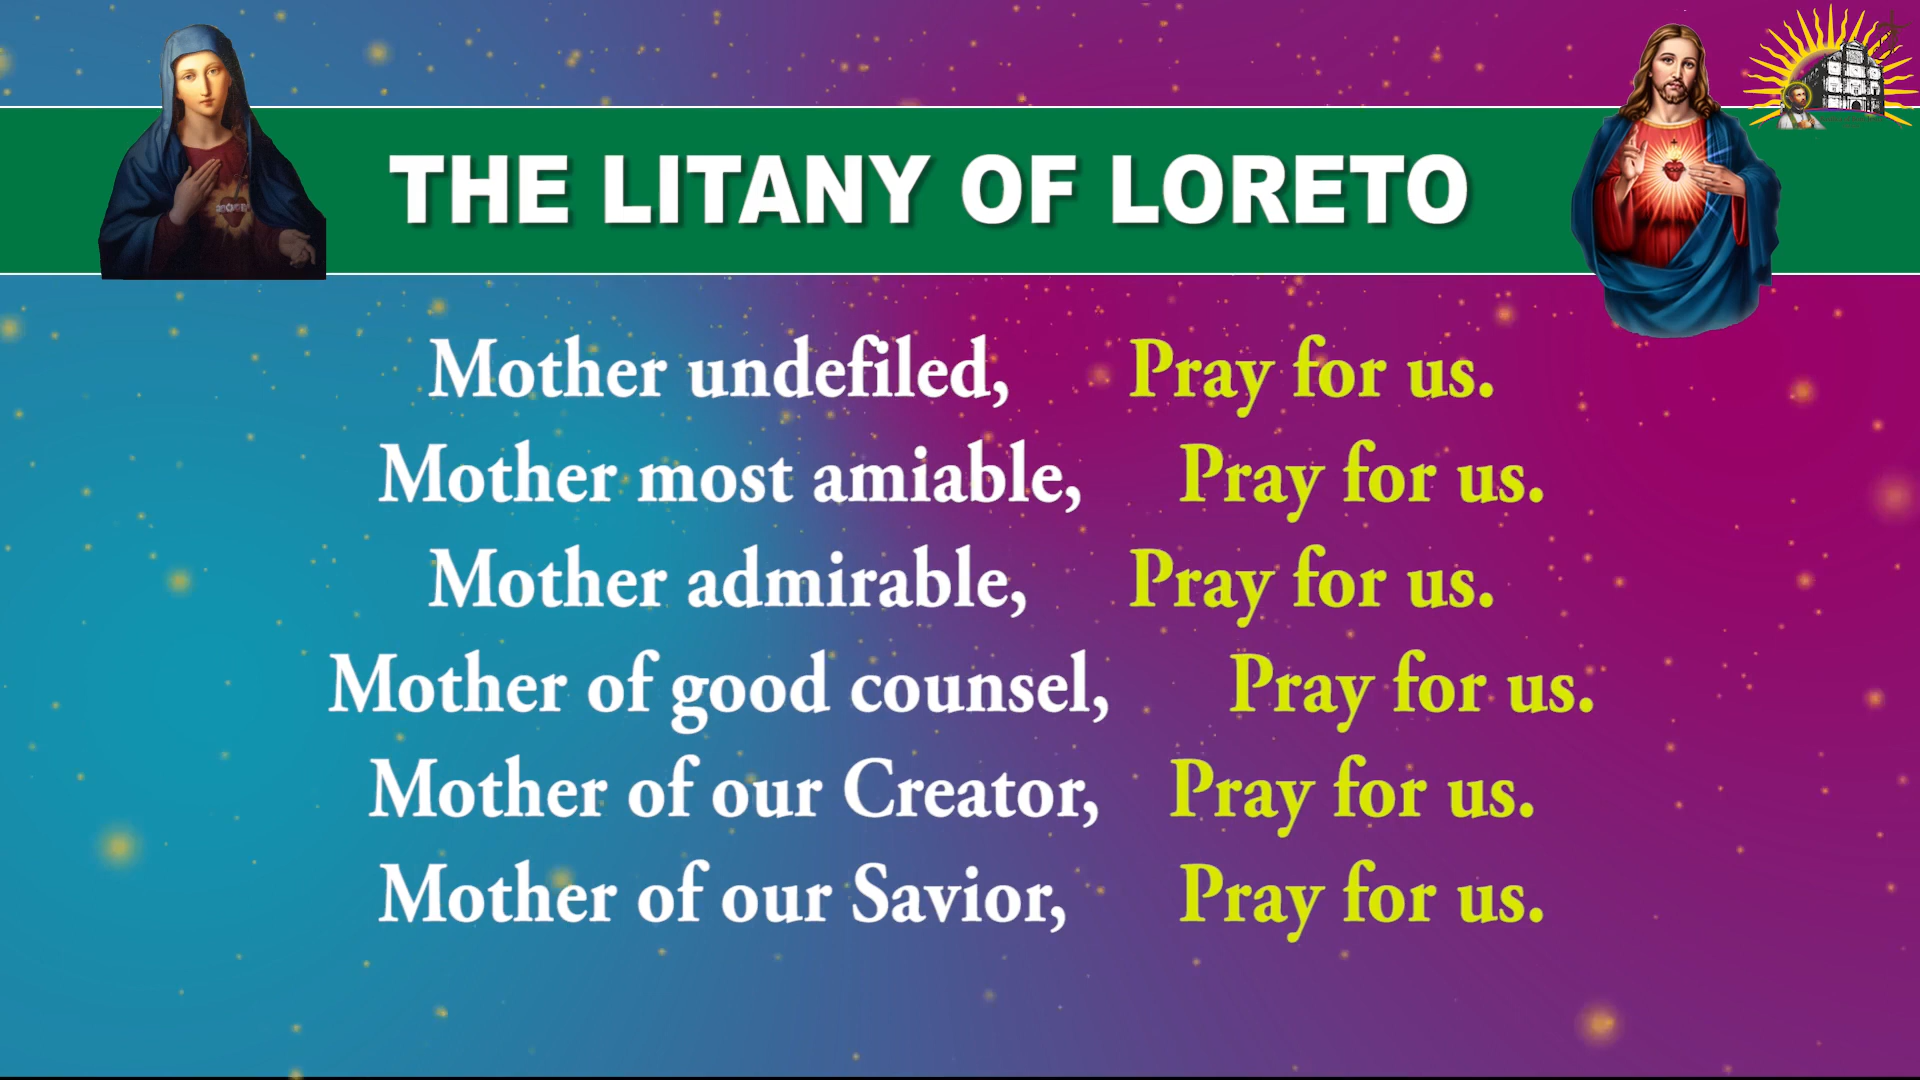 THE LITANY OF LORETO
Mother undefiled, Pray for us.
Mother most amiable, Pray for us.
Mother admirable, Pray for us.
Mother of good counsel, Pray for us.
Mother of our Creator, Pray for us.
Mother of our Savior, Pray for us.